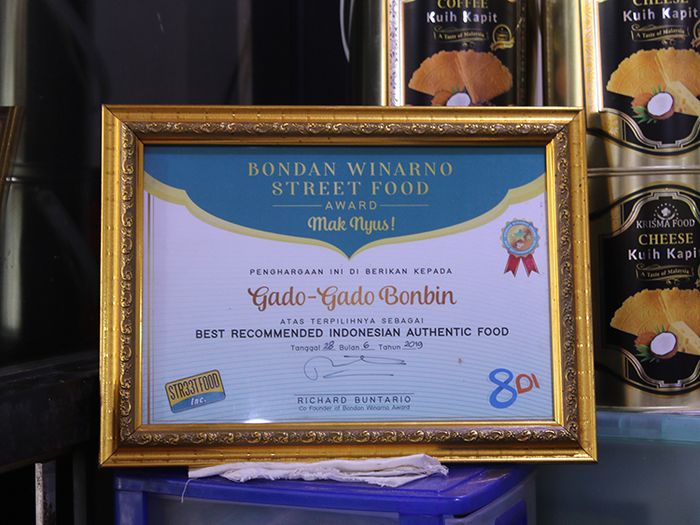 COFFEE
Kuih Kapit
A Taste of Malaysia
CHEESE
Kuih Kapit
A Taste of Malaysia
BONDAN WINARNO
STREET FOOD
AWARD
Mak Nyus!
PENGHARGAAN INI DI BERIKAN KEPADA
Gado-Gado Bonbin
ATAS TERPILIHNYA SEBAGAI
BEST RECOMMENDED INDONESIAN AUTHENTIC FOOD
Tanggal 28 Bulan 6 Tahun 2019
RICHARD BUNTARIO
Co Founder of Bondan Winarno Award
STR33TFOOD
Inc.
8DI
KRISMA FOOD
CHEESE
Kuih Kapit
A Taste of Malaysia